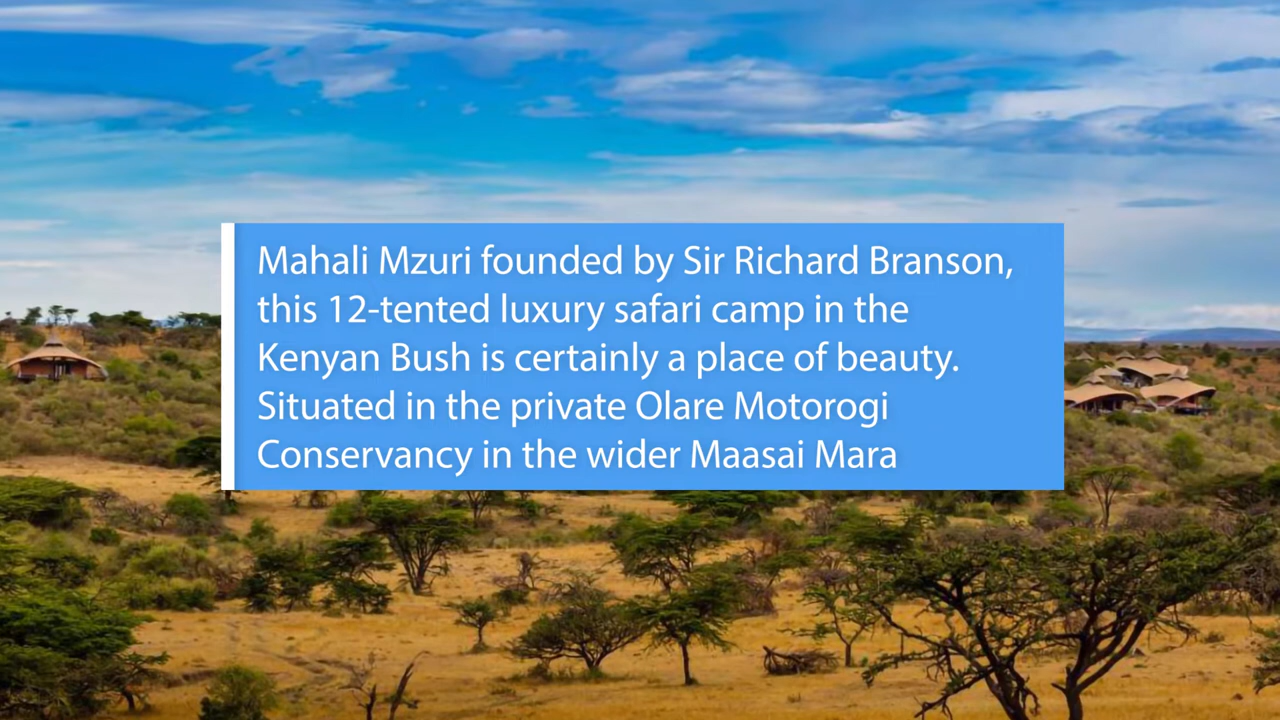 Mahali Mzuri founded by Sir Richard Branson,
this 12-tented luxury safari camp in the
Kenyan Bush is certainly a place of beauty.
Situated in the private Olare Motorogi
Conservancy in the wider Maasai Mara